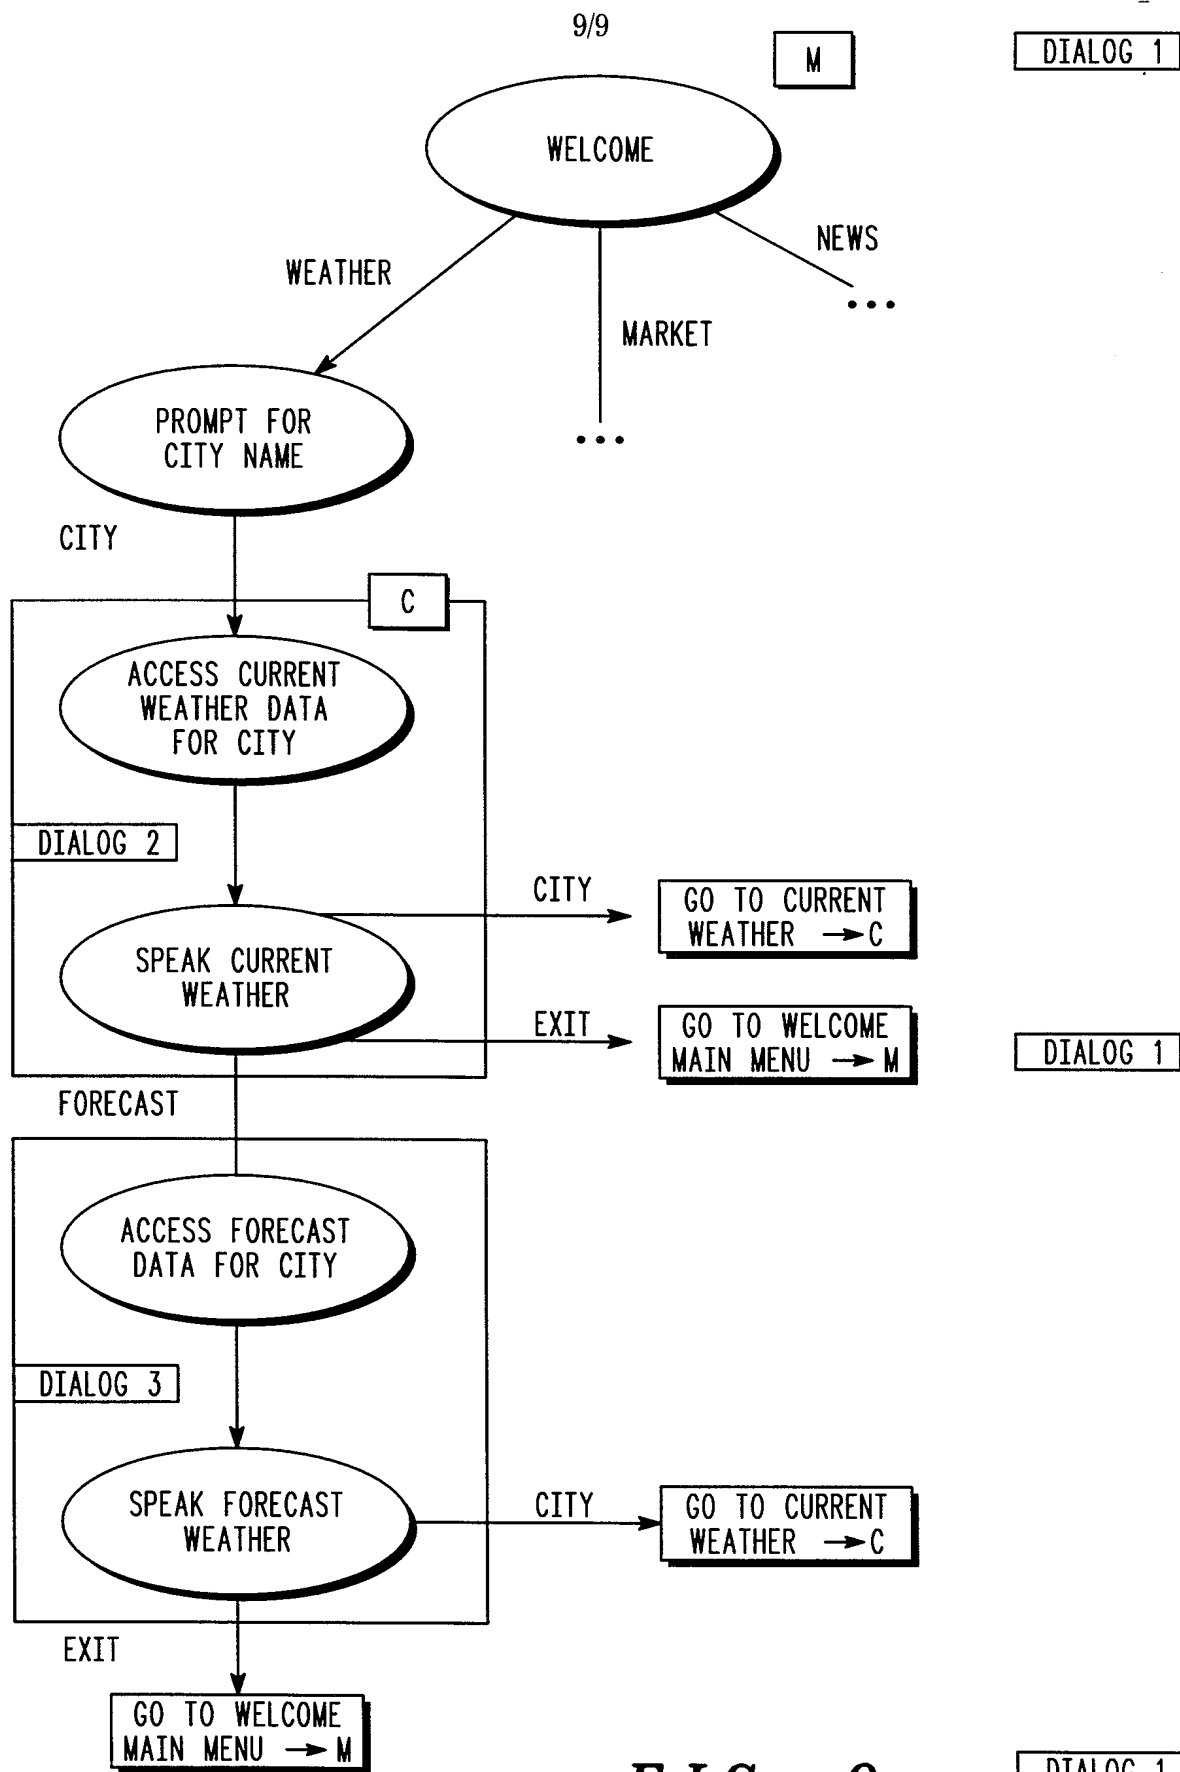 9/9
M
DIALOG 1
WELCOME
NEWS
WEATHER
MARKET
PROMPT FOR
CITY NAME
CITY
C
ACCESS CURRENT
WEATHER DATA
FOR CITY
DIALOG 2
CITY
GO TO CURRENT
WEATHER → C
SPEAK CURRENT
WEATHER
EXIT
GO TO WELCOME
MAIN MENU → M
DIALOG 1
FORECAST
ACCESS FORECAST
DATA FOR CITY
DIALOG 3
SPEAK FORECAST
WEATHER
CITY
GO TO CURRENT
WEATHER → C
EXIT
GO TO WELCOME
MAIN MENU → M
DIALOG 1